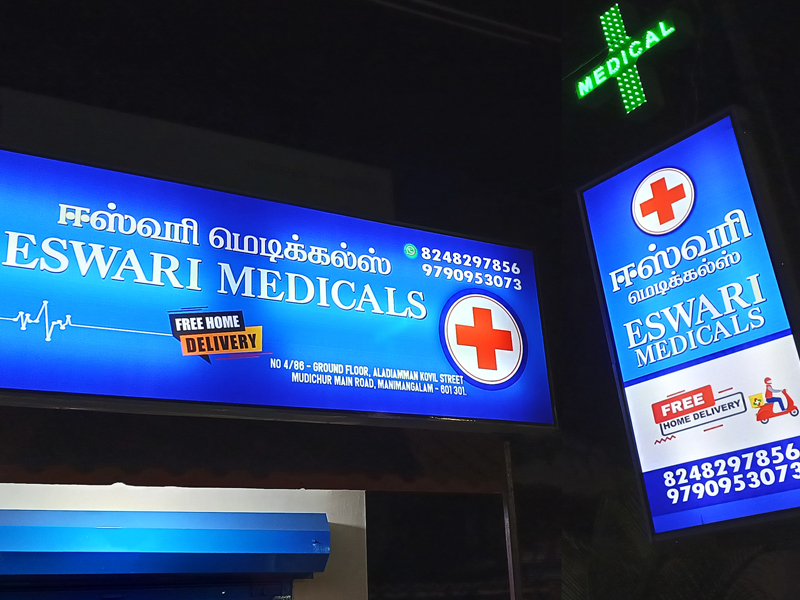 ஈஸ்வரி மெடிக்கல்ஸ்
ESWARI MEDICALS
8248297856
9790953073
FREE HOME
DELIVERY
NO 4/86 - GROUND FLOOR, ALADIAMMAN KOVIL STREET
MUDICHUR MAIN ROAD, MANIMANGALAM - 601 301.
MEDICAL
ஈஸ்வரி
மெடிக்கல்ஸ்
ESWARI
MEDICALS
FREE
HOME DELIVERY
8248297856
9790953073